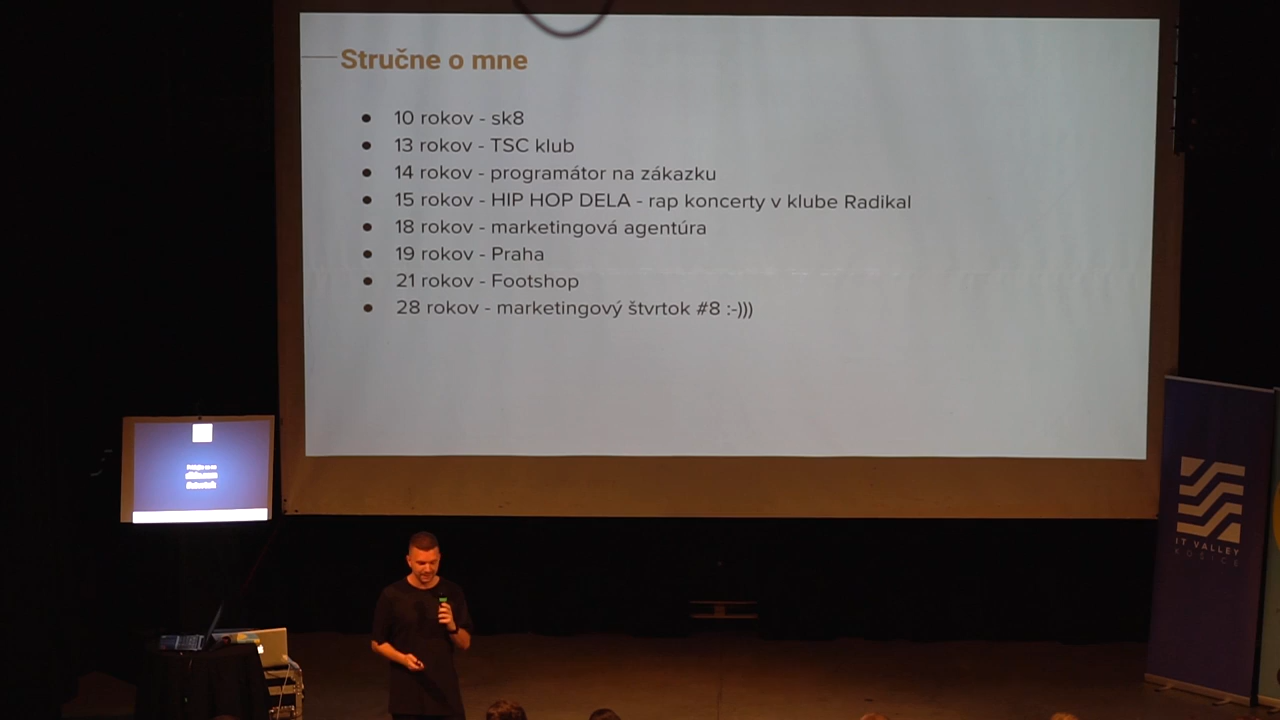 Stručne o mne
● 10 rokov - sk8
● 13 rokov - TSC klub
● 14 rokov - programátor na zákazku
● 15 rokov - HIP HOP DELA - rap koncerty v klube Radikal
● 18 rokov - marketingová agentúra
● 19 rokov - Praha
● 21 rokov - Footshop
● 28 rokov - marketingový štvrtok #8 :-)))
IT VALLEY
KOŠICE